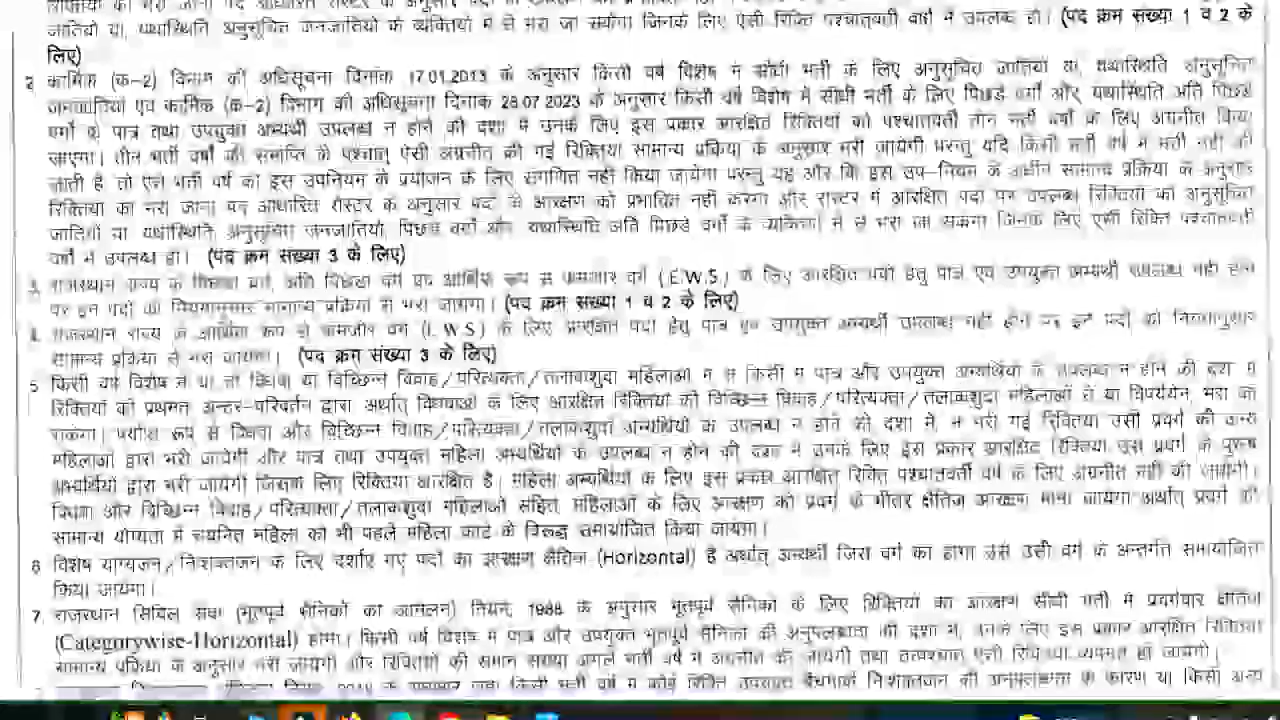 जातियों या, यथास्थिति अनुसूचित जनजातियों के व्यक्तियों में से भरा जा सकेगा जिनके लिए ऐसी रिक्ति पश्चातवर्ती वर्षों में उपलब्ध हो। (पद क्रम संख्या 1 व 2 के
लिए)
2. कार्मिक (क-2) विभाग की अधिसूचना दिनांक 17.01.2013 के अनुसार किसी वर्ष विशेष में सीधी भर्ती के लिए अनुसूचित जातियों या, यथास्थिति अनुसूचित
जनजातियों एवं कार्मिक (क-2) विभाग की अधिसूचना दिनांक 28.07.2023 के अनुसार किसी वर्ष विशेष में सीधी भर्ती के लिए पिछड़े वर्गों और यथास्थिति अति पिछड़े
वर्गों के पात्र तथा उपयुक्त अभ्यर्थी उपलब्ध न होने की दशा में उनके लिए इस प्रकार आरक्षित रिक्तियों को पश्चातवर्ती तीन भर्ती वर्षों के लिए अग्रनीत किया
जाएगा। तीन भर्ती वर्षों की समाप्ति के पश्चात् ऐसी अग्रनीत की गई रिक्तियां सामान्य प्रक्रिया के अनुसार भरी जायेगी परन्तु यदि किसी भर्ती वर्ष में भर्ती नहीं की
जाती है तो ऐसे भर्ती वर्ष को इस उपनियम के प्रयोजन के लिए संगणित नहीं किया जायेगा परन्तु यह और कि इस उप-नियम के अधीन सामान्य प्रक्रिया के अनुसार
रिक्तियों का भरा जाना पद आधारित रोस्टर के अनुसार पदों के आरक्षण को प्रभावित नहीं करेगा और रोस्टर में आरक्षित पदों पर उपलब्ध रिक्तियों को अनुसूचित
जातियों या यथास्थिति, अनुसूचित जनजातियों, पिछड़े वर्गों और यथास्थिति अति पिछड़े वर्गों के व्यक्तियों में से भरा जा सकेगा जिनके लिए ऐसी रिक्ति पश्चातवर्ती
वर्षों में उपलब्ध हो। (पद क्रम संख्या 3 के लिए)
3. राजस्थान राज्य के पिछड़ा वर्ग, अति पिछड़ा वर्ग एवं आर्थिक रूप से कमजोर वर्ग (E.W.S.) के लिए आरक्षित पदों हेतु पात्र एवं उपयुक्त अभ्यर्थी उपलब्ध नहीं होने
पर इन पदों को नियमानुसार सामान्य प्रक्रिया से भरा जायेगा। (पद क्रम संख्या 1 व 2 के लिए)
4. राजस्थान राज्य के आर्थिक रूप से कमजोर वर्ग (E.W.S) के लिए आरक्षित पदों हेतु पात्र एवं उपयुक्त अभ्यर्थी उपलब्ध नहीं होने पर इन पदों को नियमानुसार
सामान्य प्रक्रिया से भरा जायेगा। (पद क्रम संख्या 3 के लिए)
5. किसी वर्ष विशेष में या तो विधवा या विच्छिन्न विवाह/परित्यक्ता/तलाकशुदा महिलाओं में से किसी में पात्र और उपयुक्त अभ्यर्थियों के उपलब्ध न होने की दशा में
रिक्तियों को प्रथमतः अन्तर-परिवर्तन द्वारा अर्थात् विधवाओं के लिए आरक्षित रिक्तियों को विच्छिन्न विवाह/परित्यक्ता/तलाकशुदा महिलाओं से या विपर्ययेन, भरा जा
सकेगा। पर्याप्त रूप से विधवा और विच्छिन्न विवाह/परित्यक्ता/तलाकशुदा अभ्यर्थियों के उपलब्ध न होने की दशा में, न भरी गई रिक्तियां उसी प्रवर्ग की अन्य
महिलाओं द्वारा भरी जायेंगी और पात्र तथा उपयुक्त महिला अभ्यर्थियों के उपलब्ध न होने की दशा में उनके लिए इस प्रकार आरक्षित रिक्तियां उस प्रवर्ग के पुरुष
अभ्यर्थियों द्वारा भरी जायेंगी जिसके लिए रिक्तियां आरक्षित है। महिला अभ्यर्थियों के लिए इस प्रकार आरक्षित रिक्ति पश्चातवर्ती वर्ष के लिए अग्रनीत नहीं की जायेगी।
विधवा और विच्छिन्न विवाह/परित्यक्ता/तलाकशुदा महिलाओं सहित महिलाओं के लिए आरक्षण को प्रवर्ग के भीतर क्षैतिज आरक्षण माना जायेगा अर्थात् प्रवर्ग की
सामान्य योग्यता में चयनित महिला को भी पहले महिला कोटे के विरूद्ध समायोजित किया जायेगा।
6. विशेष योग्यजन/निःशक्तजन के लिए दर्शाए गए पदों का आरक्षण क्षैतिज (Horizontal) है अर्थात् अभ्यर्थी जिस वर्ग का होगा उसे उसी वर्ग के अन्तर्गत समायोजित
किया जायेगा।
7. राजस्थान सिविल सेवा (भूतपूर्व सैनिकों का आमेलन) नियम, 1988 के अनुसार भूतपूर्व सैनिकों के लिए रिक्तियों का आरक्षण सीधी भर्ती में प्रवर्गवार क्षैतिज
(Categorywise-Horizontal) होगा। किसी वर्ष विशेष में पात्र और उपयुक्त भूतपूर्व सैनिकों की अनुपलब्धता की दशा में, उनके लिए इस प्रकार आरक्षित रिक्तियां
सामान्य प्रक्रिया के अनुसार भरी जायेगी और रिक्तियों की समान संख्या अगले भर्ती वर्ष में अग्रनीत की जायेगी तथा तत्पश्चात् ऐसी रिक्तियां व्यपगत हो जायेगी।